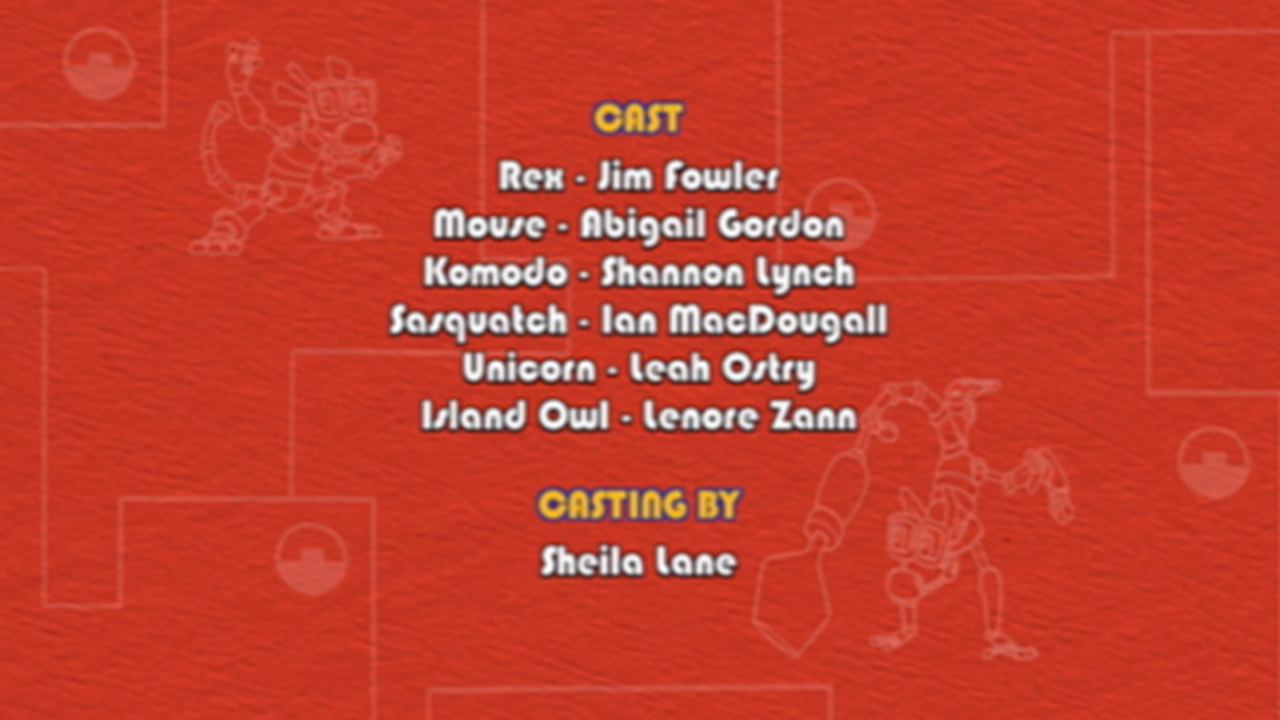 CAST
Rex - Jim Fowler
Mouse - Abigail Gordon
Komodo - Shannon Lynch
Sasquatch - Ian MacDougall
Unicorn - Leah Ostry
Island Owl - Lenore Zann
CASTING BY
Sheila Lane